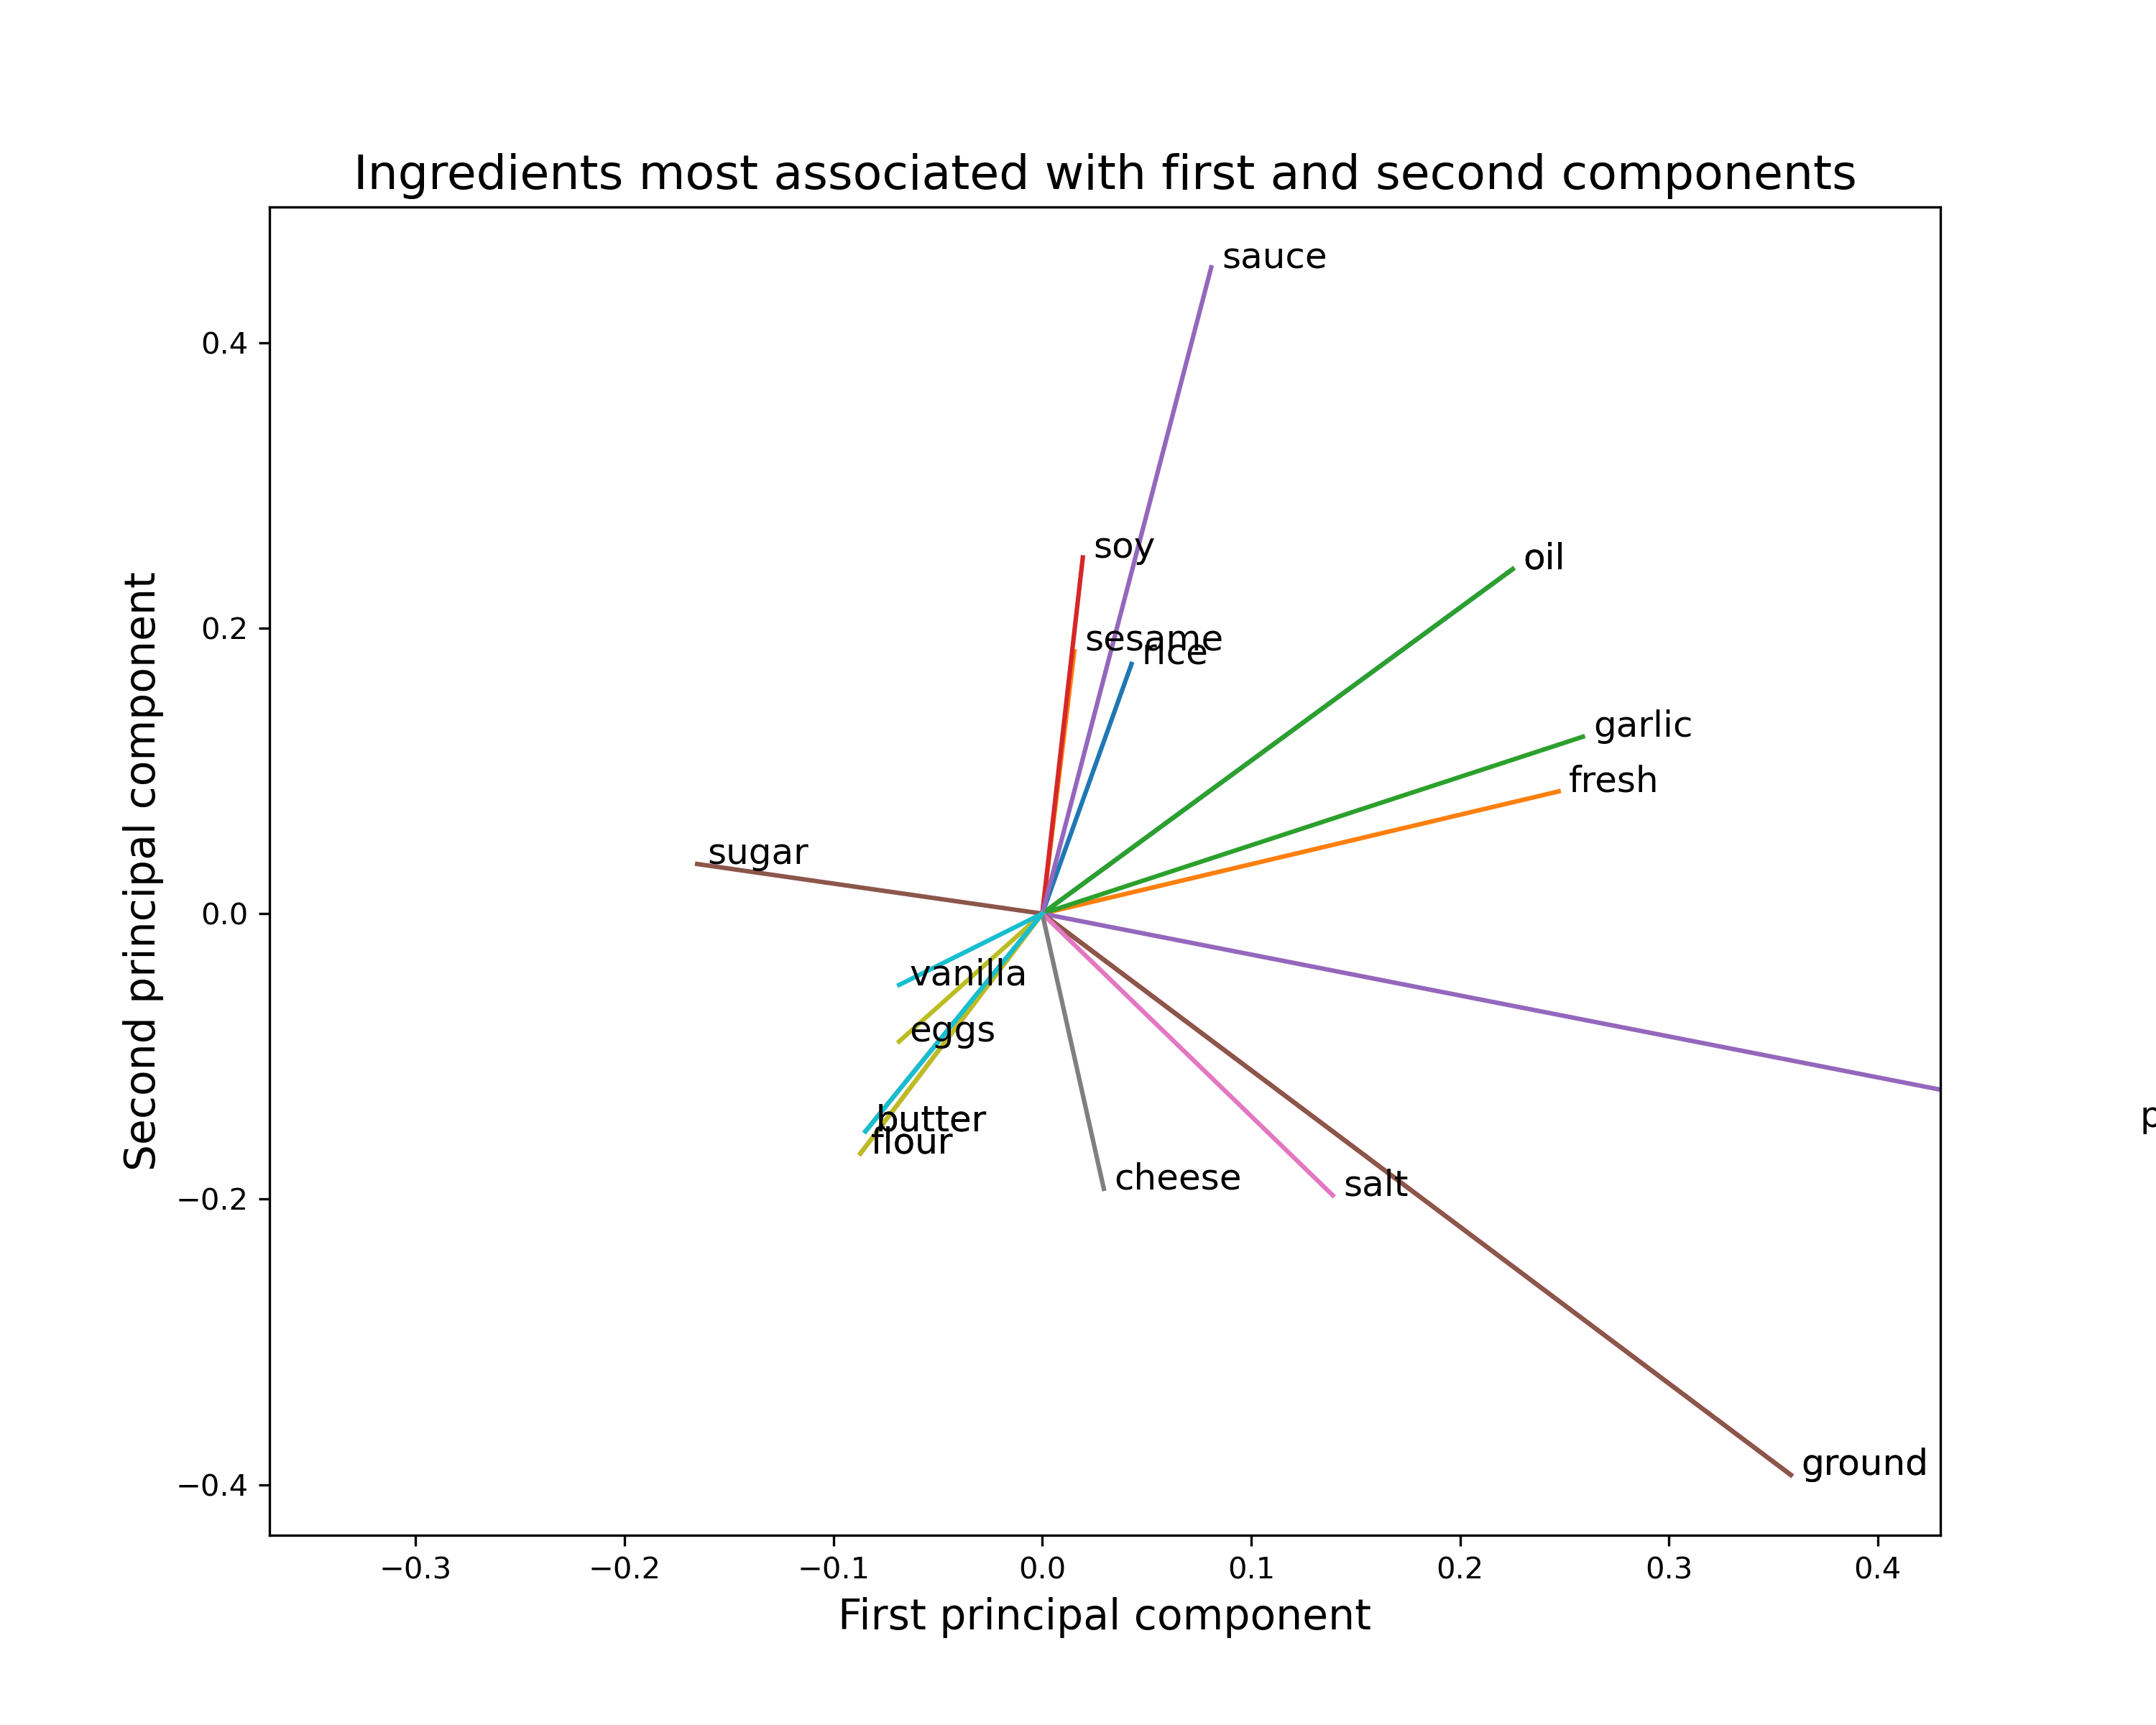 Ingredients most associated with first and second components
sauce
0.4
soy
oil
0.2
sesame
rice
garlic
fresh
sugar
0.0
vanilla
eggs
butter
p
flour
cheese
salt
−0.2
ground
−0.4
−0.3 −0.2 −0.1 0.0 0.1 0.2 0.3 0.4
First principal component
Second principal component